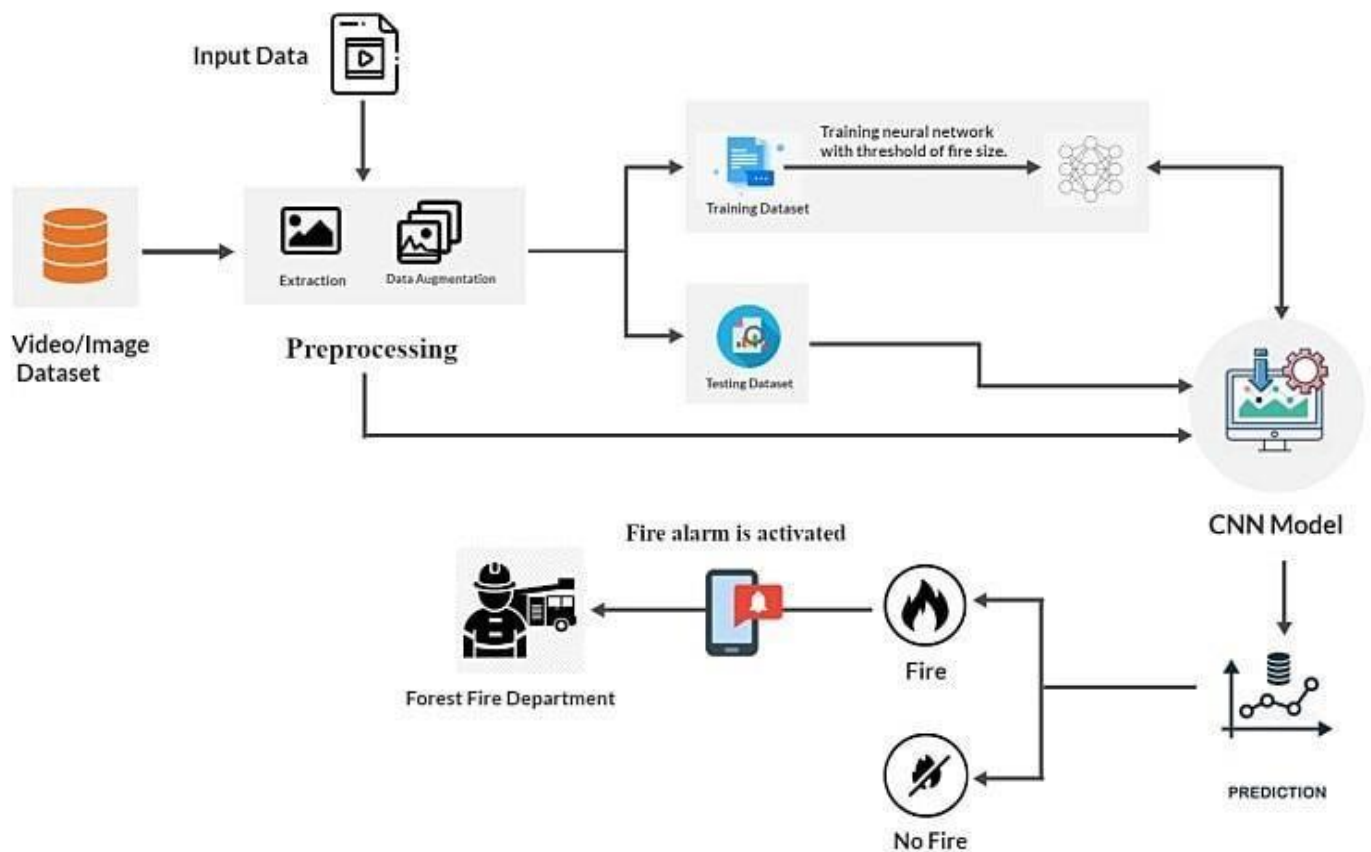 Input Data
Training neural network
with threshold of fire size.
Training Dataset
Extraction
Data Augmentation
Video/Image
Dataset
Preprocessing
Testing Dataset
CNN Model
Fire alarm is activated
Forest Fire Department
Fire
PREDICTION
No Fire